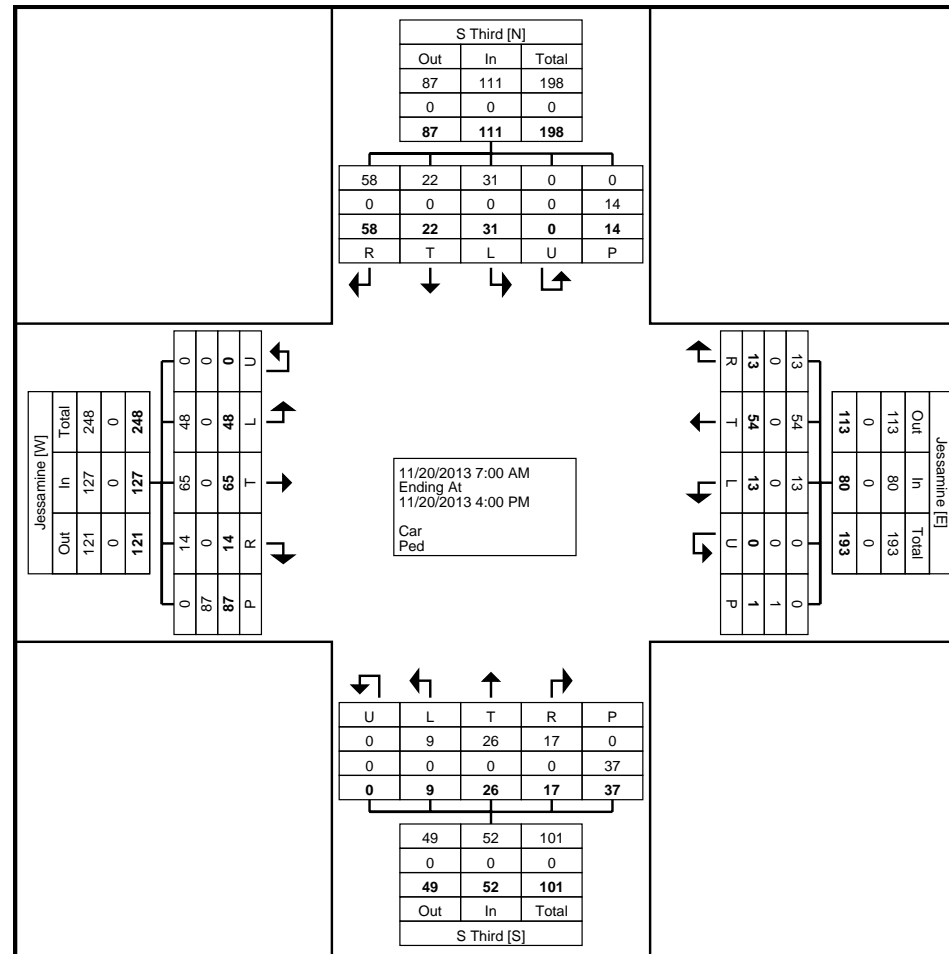 S Third [N]
Out In Total
87 111 198
0 0 0
87 111 198
58 22 31 0 0
0 0 0 0 14
58 22 31 0 14
R T L U P
Jessamine [W]
Total In Out
248 127 121
0 0 0
248 127 121
0 48 65 14 0
0 0 0 0 87
0 48 65 14 87
U L T R P
11/20/2013 7:00 AM
Ending At
11/20/2013 4:00 PM
Car
Ped
Jessamine [E]
Out In Total
113 80 193
0 0 0
113 80 193
13 54 13 0 0
0 0 0 0 1
13 54 13 0 1
R T L U P
U L T R P
0 9 26 17 0
0 0 0 0 37
0 9 26 17 37
49 52 101
0 0 0
49 52 101
Out In Total
S Third [S]